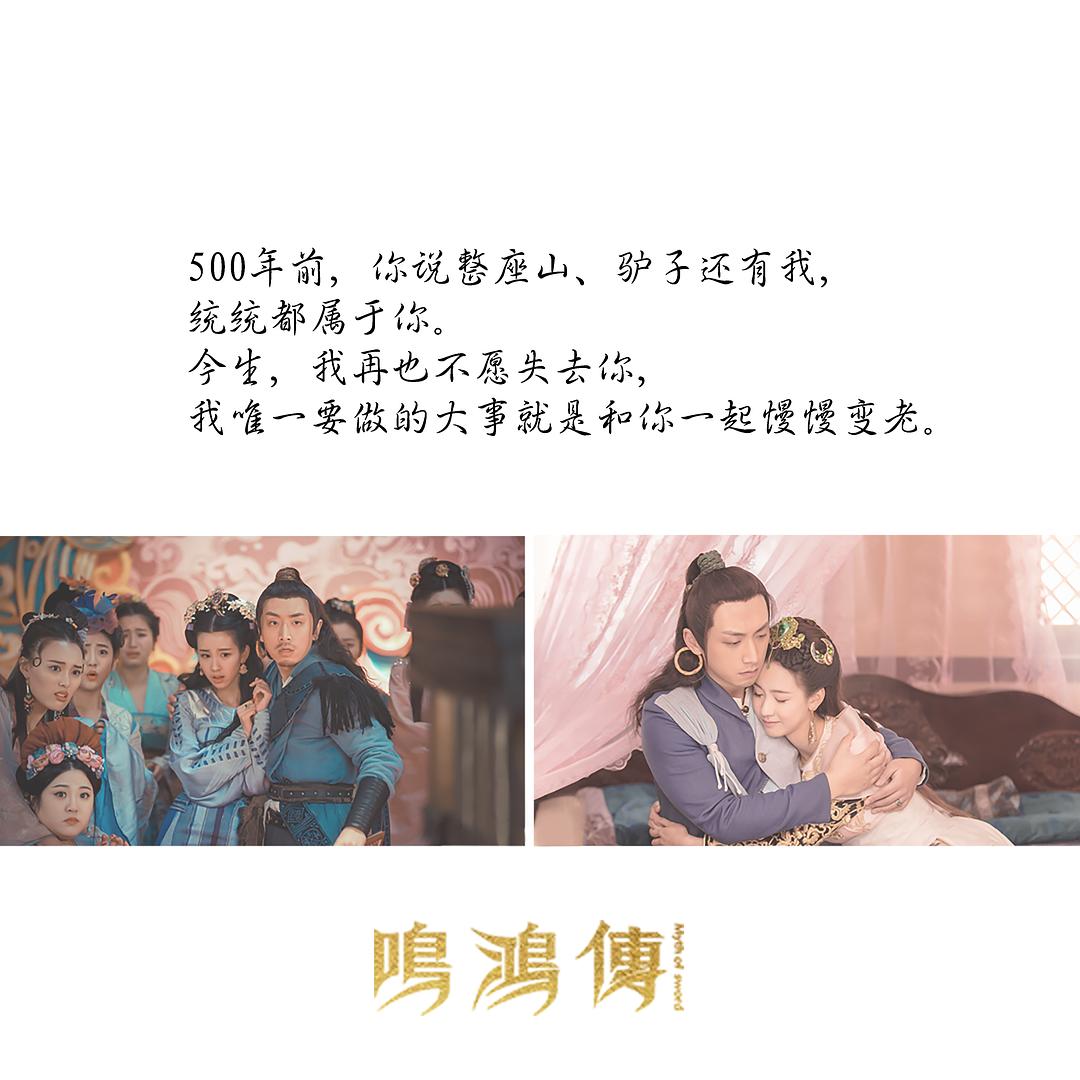 500年前，你说整座山、驴子还有我，
统统都属于你。
今生，我再也不愿失去你，
我唯一要做的大事就是和你一起慢慢变老。
鳴鴻傳
Myth of sword